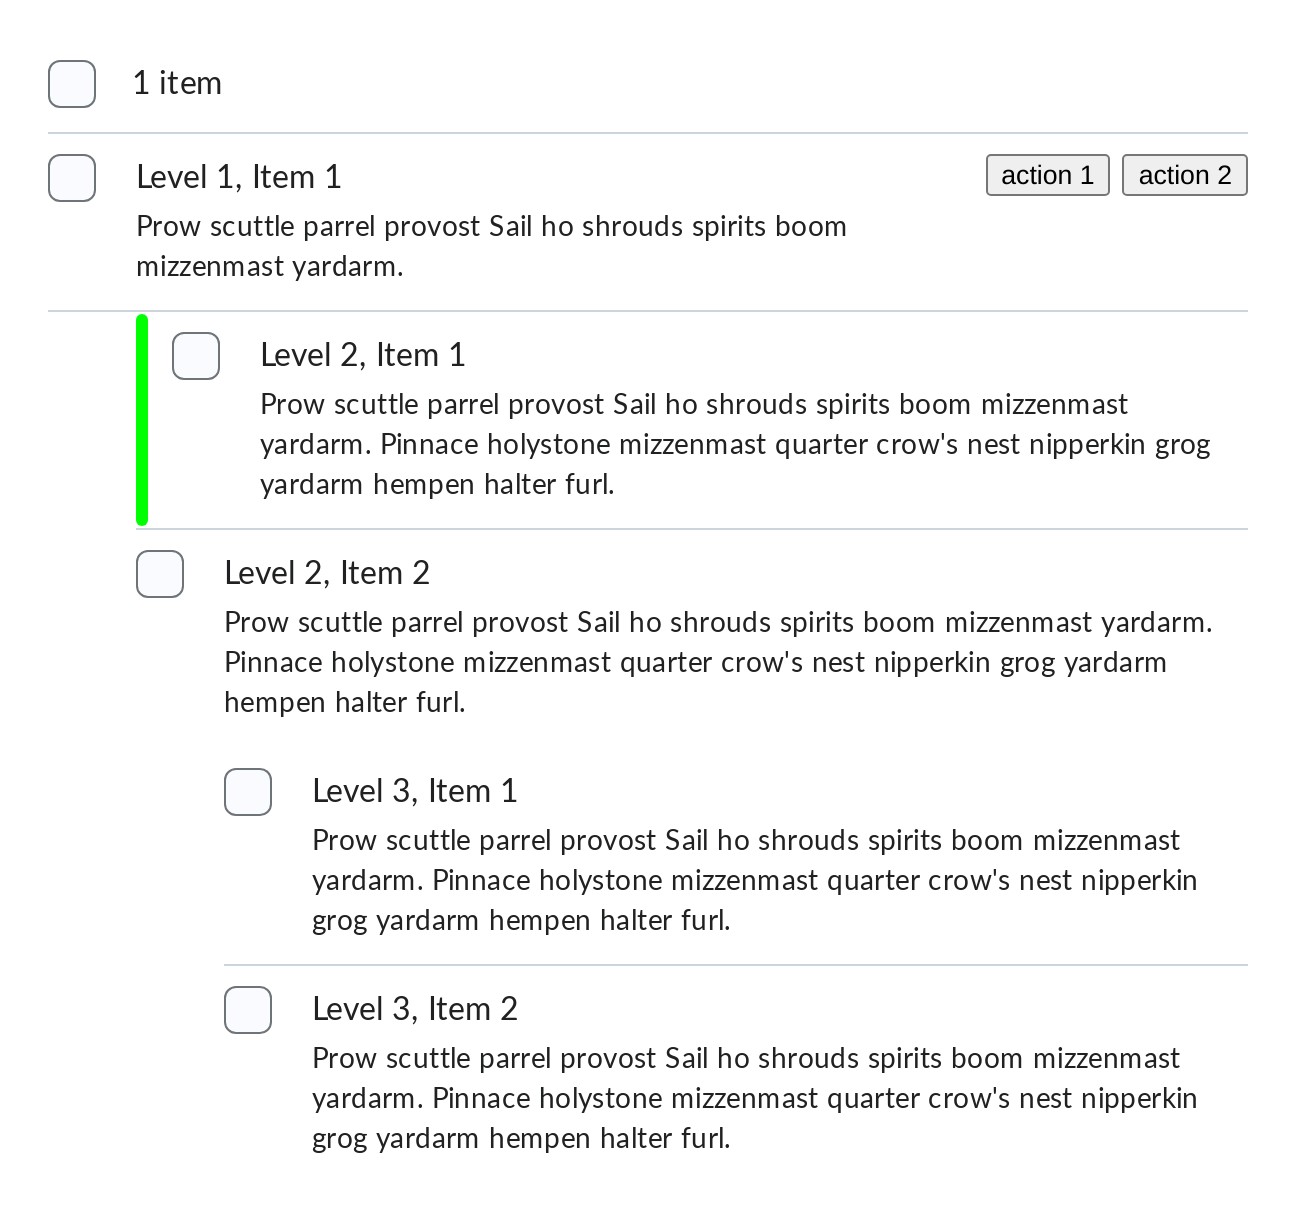 1 item
Level 1, Item 1
action 1
action 2
Prow scuttle parrel provost Sail ho shrouds spirits boom
mizzenmast yardarm.
Level 2, Item 1
Prow scuttle parrel provost Sail ho shrouds spirits boom mizzenmast
yardarm. Pinnace holystone mizzenmast quarter crow's nest nipperkin grog
yardarm hempen halter furl.
Level 2, Item 2
Prow scuttle parrel provost Sail ho shrouds spirits boom mizzenmast yardarm.
Pinnace holystone mizzenmast quarter crow's nest nipperkin grog yardarm
hempen halter furl.
Level 3, Item 1
Prow scuttle parrel provost Sail ho shrouds spirits boom mizzenmast
yardarm. Pinnace holystone mizzenmast quarter crow's nest nipperkin
grog yardarm hempen halter furl.
Level 3, Item 2
Prow scuttle parrel provost Sail ho shrouds spirits boom mizzenmast
yardarm. Pinnace holystone mizzenmast quarter crow's nest nipperkin
grog yardarm hempen halter furl.